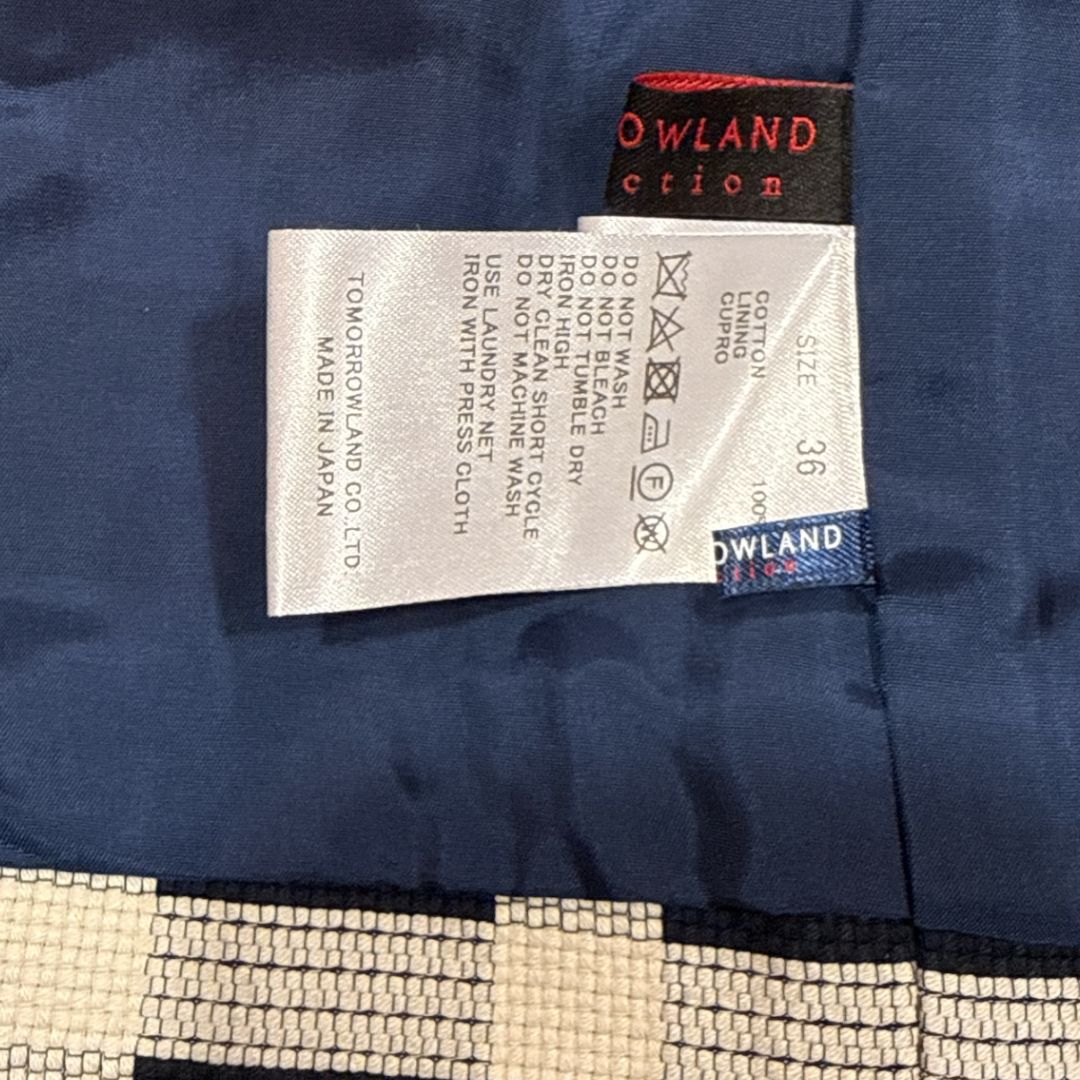 OWLAND
ction
SIZE 36
COTTON 100%
LINING
CUPRO
F
W
DO NOT WASH
DO NOT BLEACH
DO NOT TUMBLE DRY
IRON HIGH
DRY CLEAN SHORT CYCLE
DO NOT MACHINE WASH
USE LAUNDRY NET
IRON WITH PRESS CLOTH
TOMORROWLAND CO.,LTD.
MADE IN JAPAN
OWLAND
ction